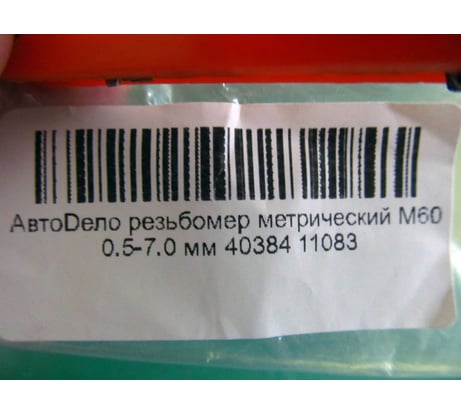 АвтоDело резьбомер метрический М60
0.5-7.0 мм 40384 11083